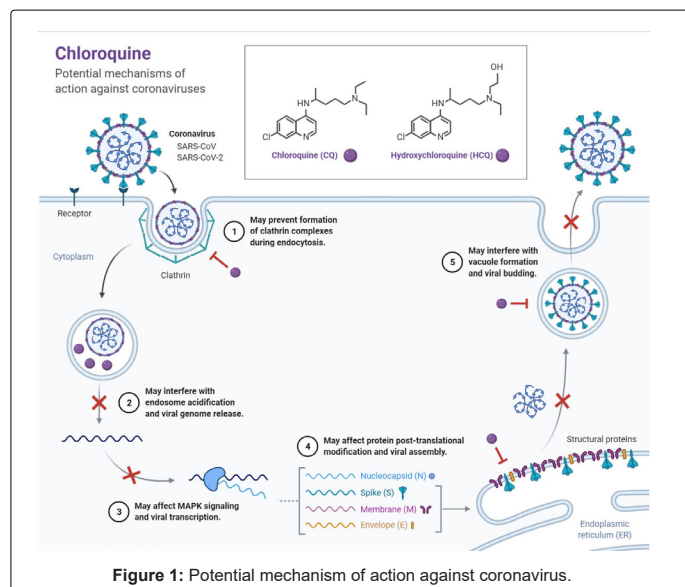 Chloroquine
Potential mechanisms of
action against coronaviruses
HN
N
Cl
N
Chloroquine (CQ)
OH
HN
N
Cl
N
Hydroxychloroquine (HCQ)
Coronavirus
SARS-CoV
SARS-CoV-2
Receptor
Cytoplasm
Clathrin
1
May prevent formation
of clathrin complexes
during endocytosis.
2
May interfere with
endosome acidification
and viral genome release.
3
May affect MAPK signaling
and viral transcription.
4
May affect protein post-translational
modification and viral assembly.
Nucleocapsid (N)
Spike (S)
Membrane (M)
Envelope (E)
5
May interfere with
vacuole formation
and viral budding.
Structural proteins
Endoplasmic
reticulum (ER)
Figure 1: Potential mechanism of action against coronavirus.